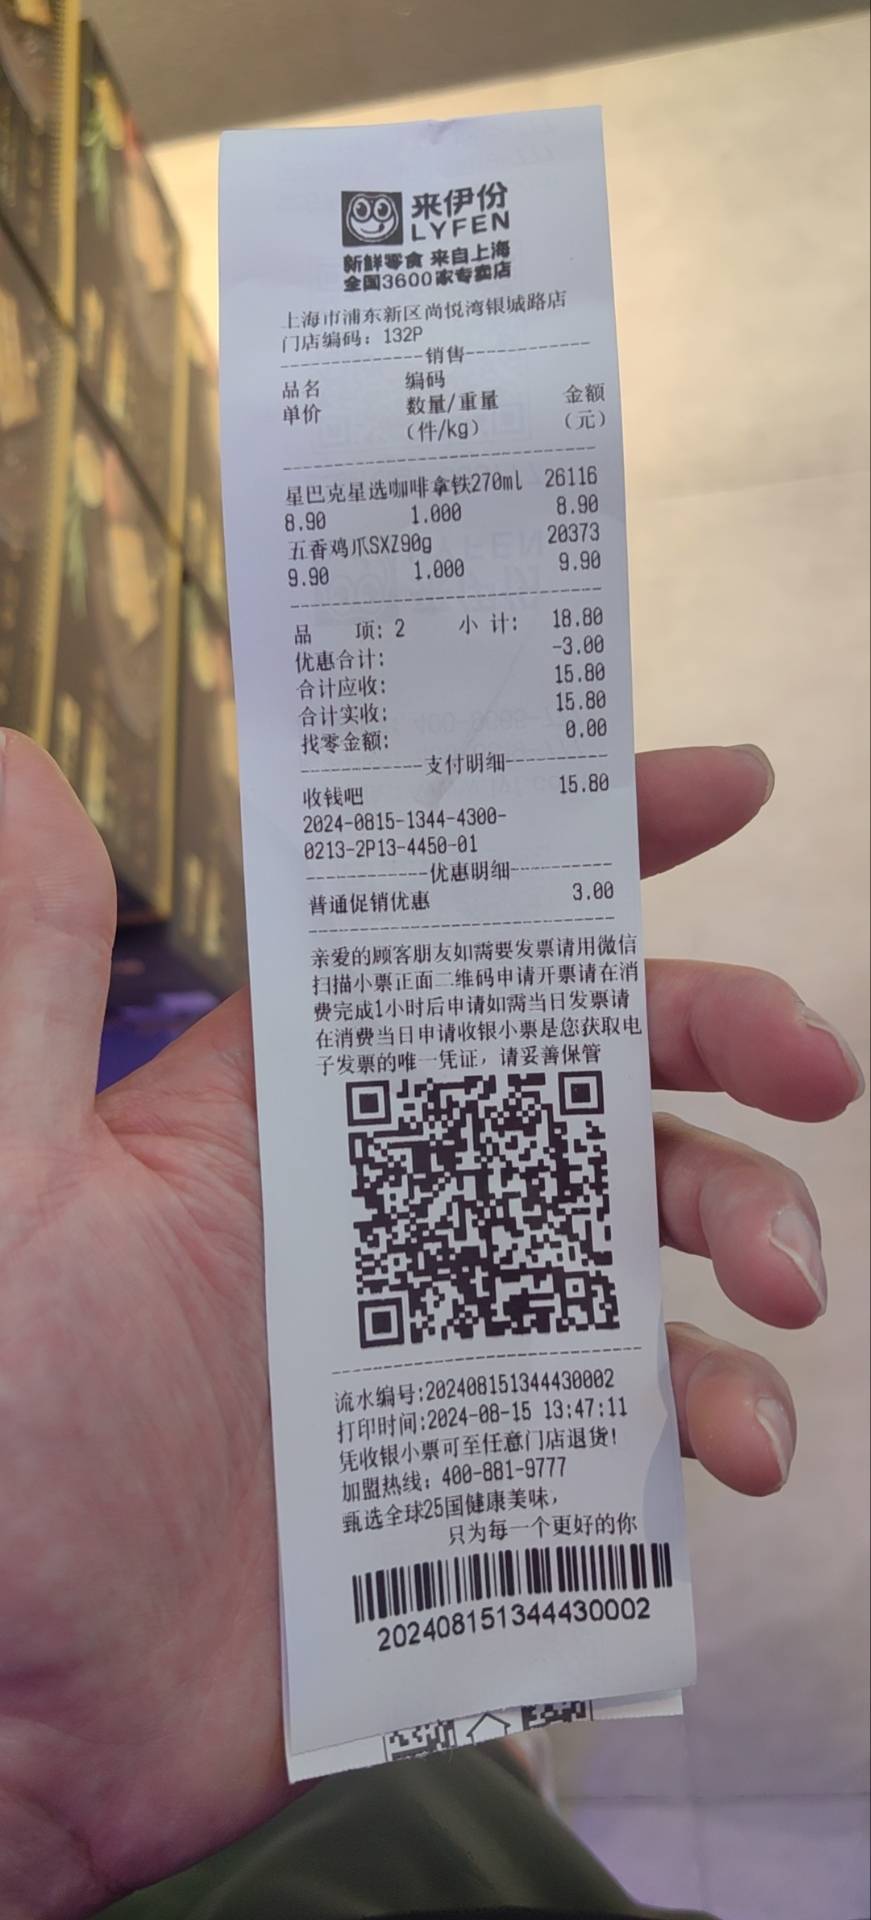 来伊份
LYFEN
新鲜零食 来自上海
全国3600家专卖店
上海市浦东新区尚悦湾银城路店
门店编码：132P
--------------销售--------------
品名 编码
单价 数量/重量 金额
（件/kg） （元）
星巴克星选咖啡拿铁270ml 26116
8.90 1.000 8.90
五香鸡爪SXZ90g 20373
9.90 1.000 9.90
品 项: 2 小 计: 18.80
优惠合计: -3.00
合计应收: 15.80
合计实收: 15.80
找零金额: 0.00
------------支付明细------------
收钱吧 15.80
2024-0815-1344-4300-
0213-2P13-4450-01
------------优惠明细------------
普通促销优惠 3.00
亲爱的顾客朋友如需要发票请用微信
扫描小票正面二维码申请开票请在消
费完成1小时后申请如需当日发票请
在消费当日申请收银小票是您获取电
子发票的唯一凭证，请妥善保管
流水编号:202408151344430002
打印时间:2024-08-15 13:47:11
凭收银小票可至任意门店退货!
加盟热线：400-881-9777
甄选全球25国健康美味，
只为每一个更好的你
202408151344430002